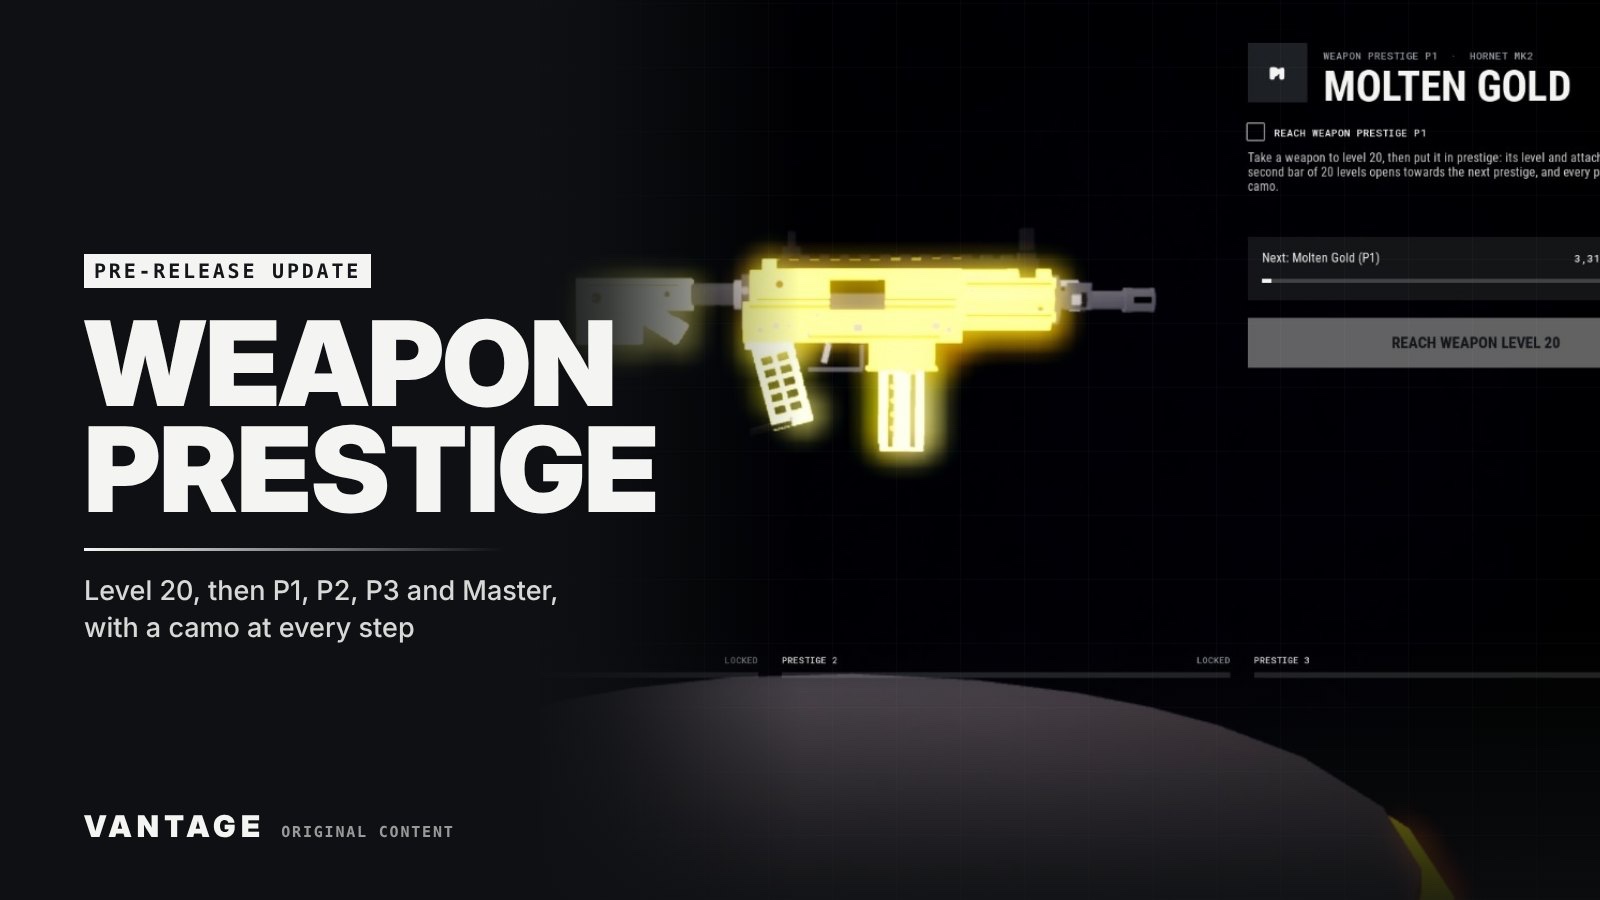 PRE-RELEASE UPDATE
WEAPON
PRESTIGE
Level 20, then P1, P2, P3 and Master,
with a camo at every step
VANTAGE ORIGINAL CONTENT
WEAPON PRESTIGE P1 · HORNET MK2
P1
MOLTEN GOLD
REACH WEAPON PRESTIGE P1
Take a weapon to level 20, then put it in prestige: its level and attach
second bar of 20 levels opens towards the next prestige, and every p
camo.
Next: Molten Gold (P1) 3,31
REACH WEAPON LEVEL 20
LOCKED PRESTIGE 2 LOCKED PRESTIGE 3